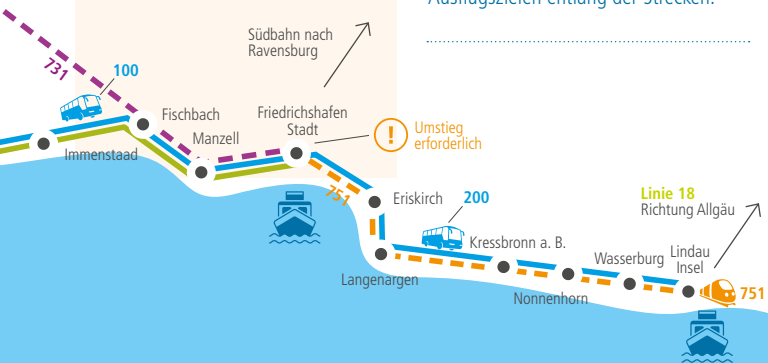 Ausflugszielen entlang der Strecken.
Südbahn nach
Ravensburg
731
100
Fischbach
Friedrichshafen
Stadt
!
Umstieg
erforderlich
Manzell
Immenstaad
751
Eriskirch
200
Linie 18
Richtung Allgäu
Kressbronn a. B.
Wasserburg
Lindau
Insel
Langenargen
Nonnenhorn
751